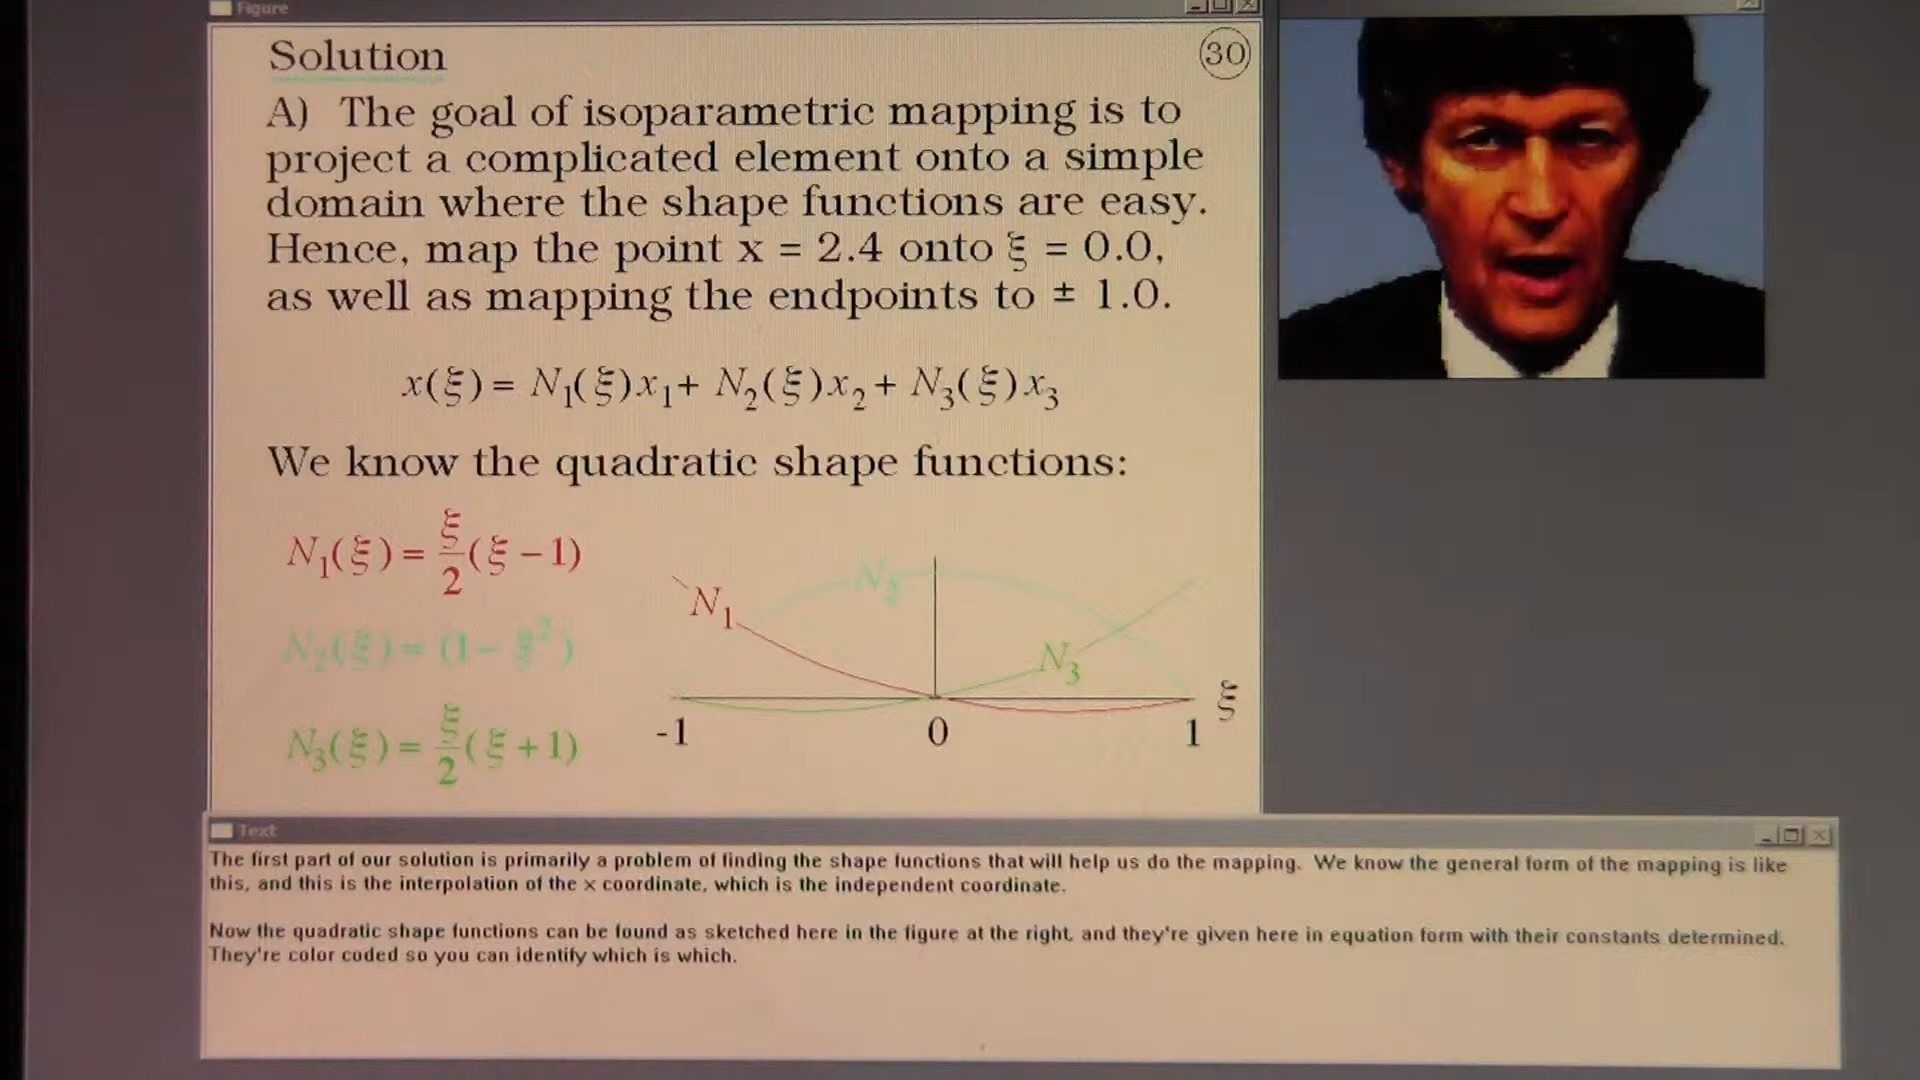 Figure
Solution
30
A) The goal of isoparametric mapping is to
project a complicated element onto a simple
domain where the shape functions are easy.
Hence, map the point x = 2.4 onto ξ = 0.0,
as well as mapping the endpoints to ± 1.0.
x(ξ) = N₁(ξ)x₁ + N₂(ξ)x₂ + N₃(ξ)x₃
We know the quadratic shape functions:
N₁(ξ) = ξ/2 (ξ – 1)
N₂(ξ) = (1 – ξ²)
N₃(ξ) = ξ/2 (ξ + 1)
N₁
N₂
N₃
ξ
-1
0
1
Text
The first part of our solution is primarily a problem of finding the shape functions that will help us do the mapping. We know the general form of the mapping is like
this, and this is the interpolation of the x coordinate, which is the independent coordinate.
Now the quadratic shape functions can be found as sketched here in the figure at the right, and they're given here in equation form with their constants determined.
They're color coded so you can identify which is which.